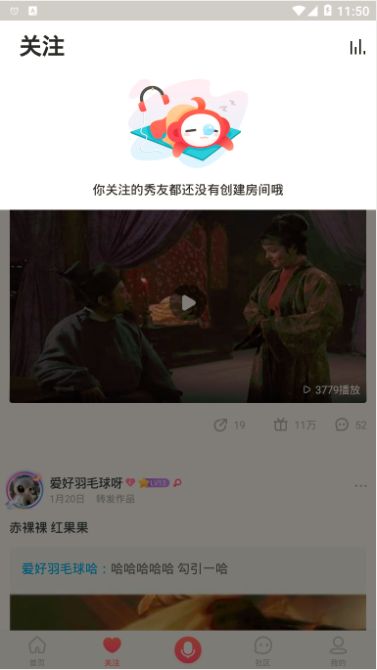 11:50
关注
你关注的秀友都还没有创建房间哦
3779播放
19
11万
52
爱好羽毛球呀
1月20日 转发作品
赤裸裸 红果果
爱好羽毛球哈：哈哈哈哈哈 勾引一哈
首页
关注
社区
我的